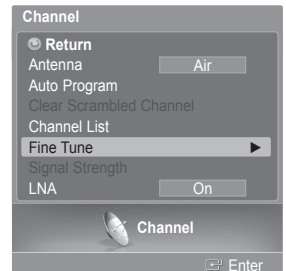 Channel
Return
Antenna Air
Auto Program
Clear Scrambled Channel
Channel List
Fine Tune ►
Signal Strength
LNA On
Channel
Enter